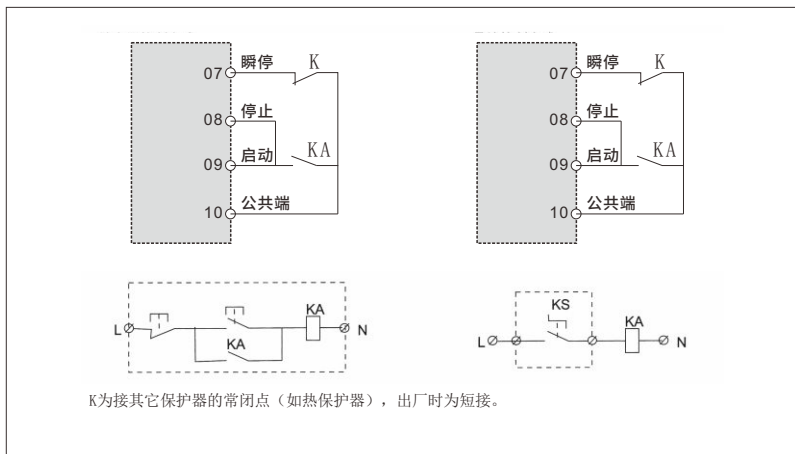 07 瞬停 K
08 停止
09 启动 KA
10 公共端
07 瞬停 K
08 停止
09 启动 KA
10 公共端
L KA KA N
L KS KA N
K为接其它保护器的常闭点（如热保护器），出厂时为短接。